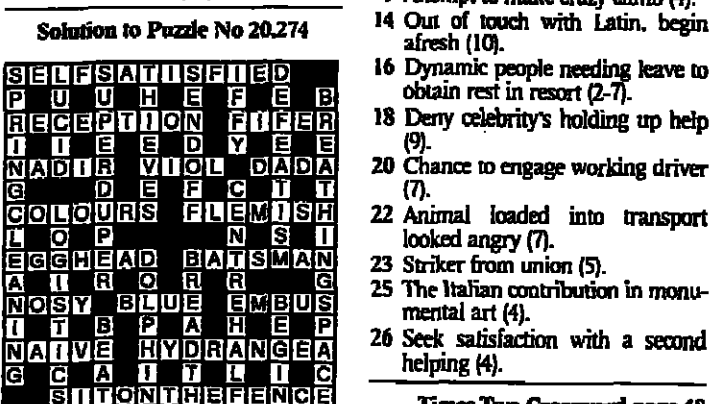 Solution to Puzzle No 20,274
SELFSATISFIED
P U U H E F E B
RECEPTION FIFER
I I E E D Y E E
NADIR VIOL DADA
G D E F C T T
COLOURS FLEMISH
L O P N S I
EGGHEAD BATSMAN
A I R O R R G
NOSY BLUE EMBUS
I T B P A H E P
NAIVE HYDRANGEA
G C A I T L I C
SITONTHEFENCE
14 Out of touch with Latin, begin
afresh (10).
16 Dynamic people needing leave to
obtain rest in resort (2-7).
18 Deny celebrity's holding up help
(9).
20 Chance to engage working driver
(7).
22 Animal loaded into transport
looked angry (7).
23 Striker from union (5).
25 The Italian contribution in monu-
mental art (4).
26 Seek satisfaction with a second
helping (4).